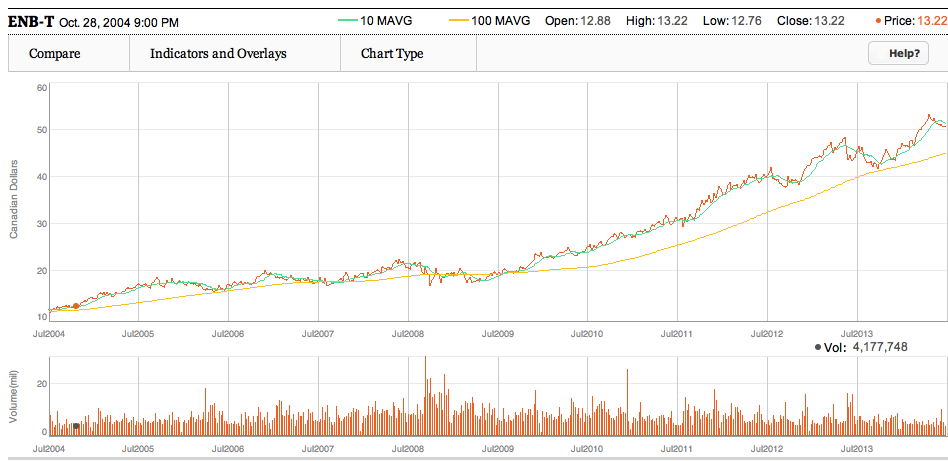 ENB-T Oct. 28, 2004 9:00 PM 10 MAVG 100 MAVG Open: 12.88 High: 13.22 Low: 12.76 Close: 13.22 Price: 13.22
Compare Indicators and Overlays Chart Type Help?
60
50
40
30
20
10
Canadian Dollars
Jul2004 Jul2005 Jul2006 Jul2007 Jul2008 Jul2009 Jul2010 Jul2011 Jul2012 Jul2013
Vol: 4,177,748
20
0
Volume(mil)
Jul2004 Jul2005 Jul2006 Jul2007 Jul2008 Jul2009 Jul2010 Jul2011 Jul2012 Jul2013